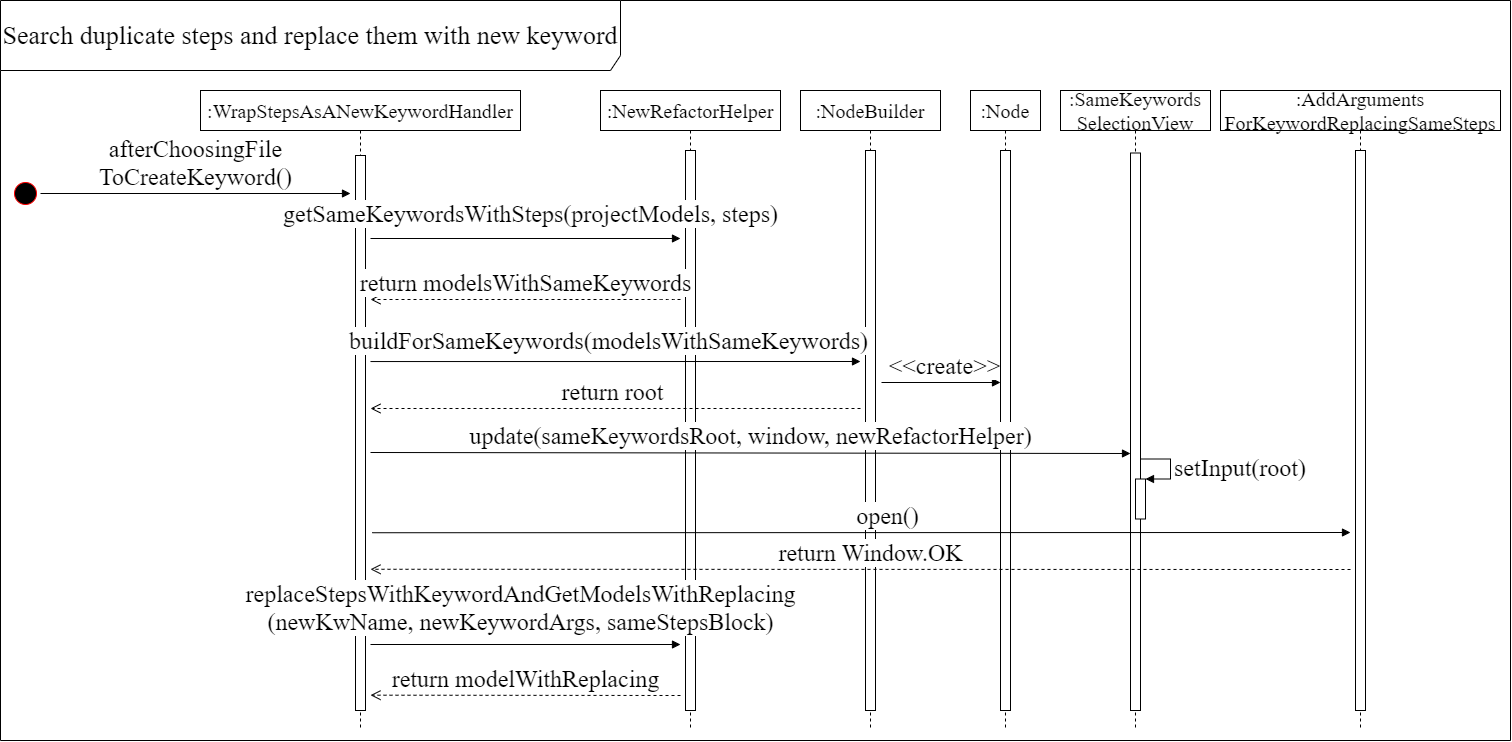 Search duplicate steps and replace them with new keyword
:WrapStepsAsANewKeywordHandler
:NewRefactorHelper
:NodeBuilder
:Node
:SameKeywords
SelectionView
:AddArguments
ForKeywordReplacingSameSteps
afterChoosingFile
ToCreateKeyword()
getSameKeywordsWithSteps(projectModels, steps)
return modelsWithSameKeywords
buildForSameKeywords(modelsWithSameKeywords)
<<create>>
return root
update(sameKeywordsRoot, window, newRefactorHelper)
setInput(root)
open()
return Window.OK
replaceStepsWithKeywordAndGetModelsWithReplacing
(newKwName, newKeywordArgs, sameStepsBlock)
return modelWithReplacing